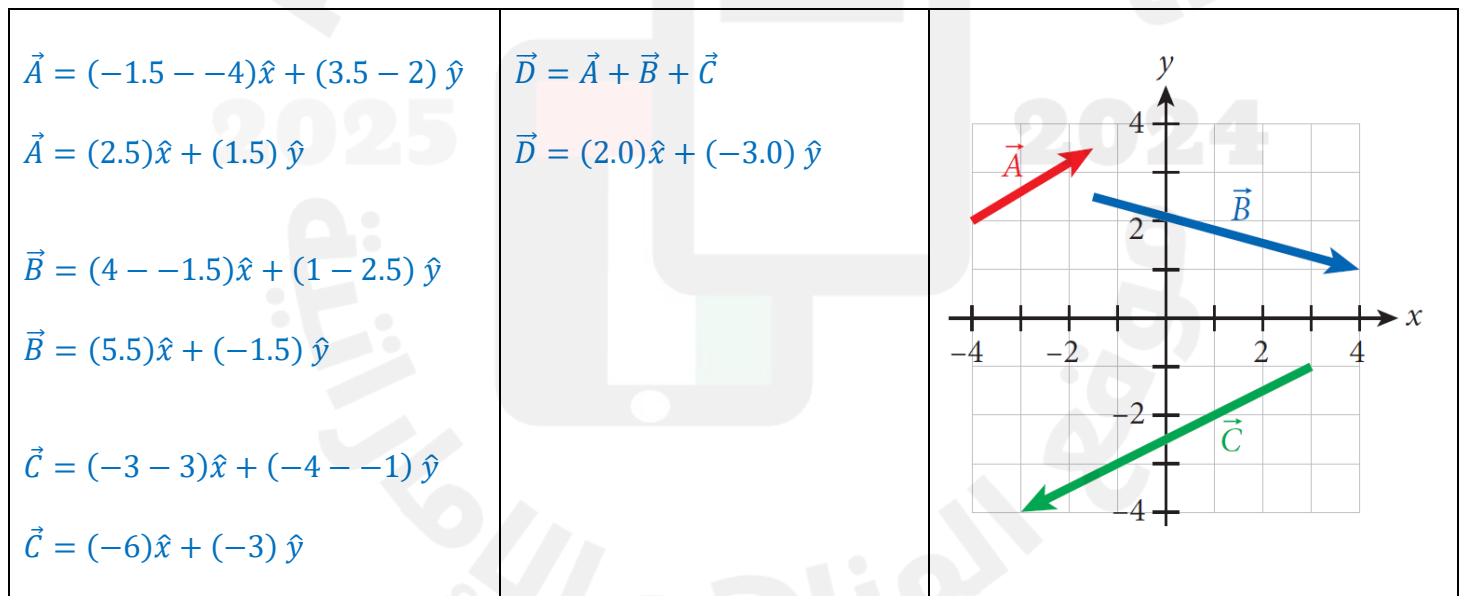 A⃗ = (−1.5 − −4)x̂ + (3.5 − 2) ŷ
A⃗ = (2.5)x̂ + (1.5) ŷ
B⃗ = (4 − −1.5)x̂ + (1 − 2.5) ŷ
B⃗ = (5.5)x̂ + (−1.5) ŷ
C⃗ = (−3 − 3)x̂ + (−4 − −1) ŷ
C⃗ = (−6)x̂ + (−3) ŷ
D⃗ = A⃗ + B⃗ + C⃗
D⃗ = (2.0)x̂ + (−3.0) ŷ
y
4
A⃗
B⃗
2
x
−4 −2 2 4
−2
C⃗
−4
2025 2024
موقع